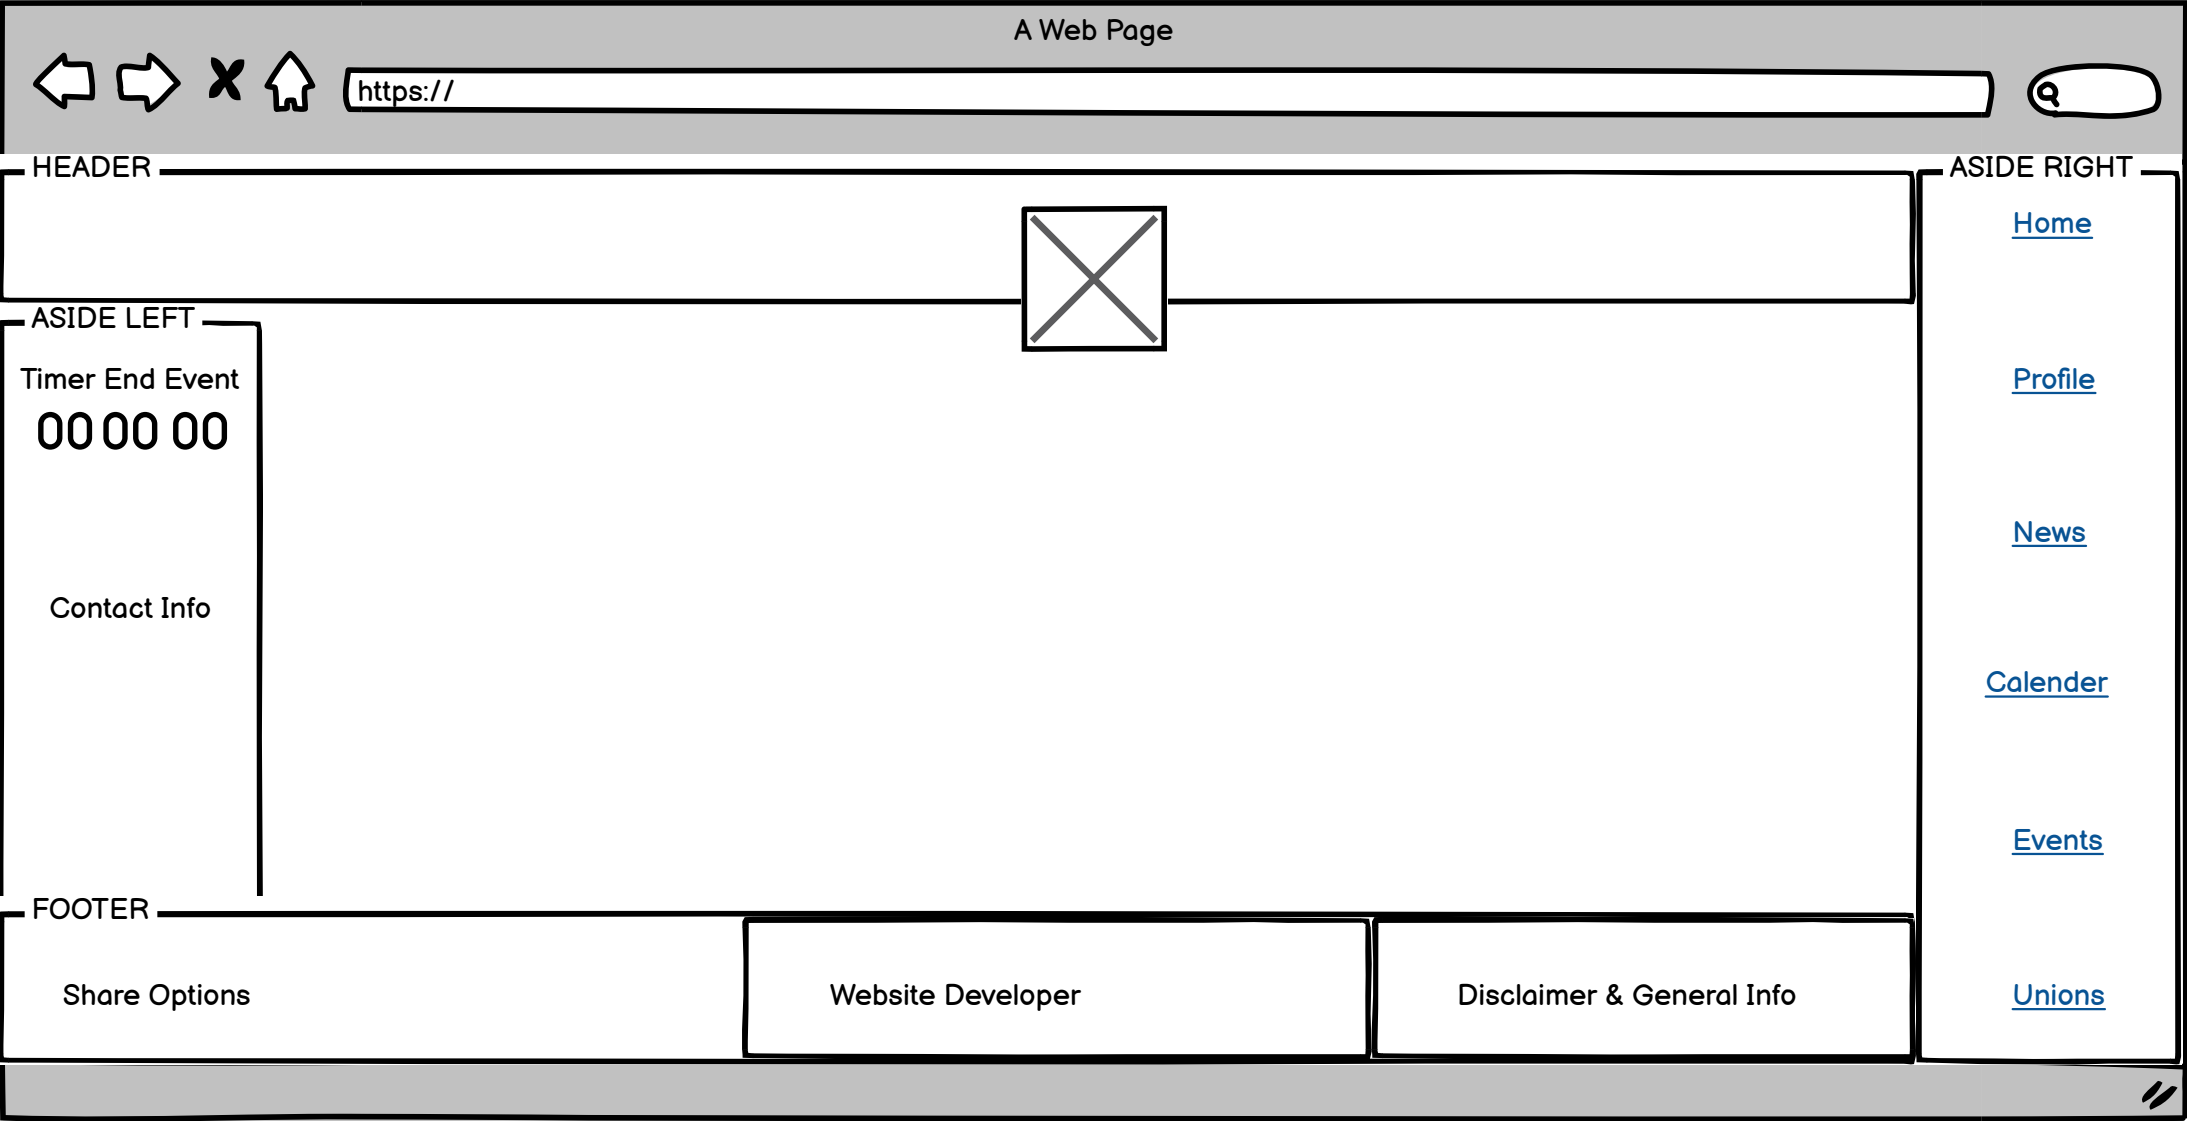 A Web Page
https://
HEADER
ASIDE RIGHT
Home
ASIDE LEFT
Timer End Event
00 00 00
Profile
News
Contact Info
Calender
Events
FOOTER
Share Options
Website Developer
Disclaimer & General Info
Unions